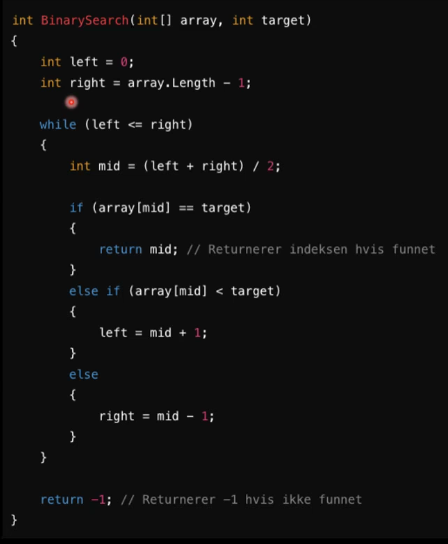 int BinarySearch(int[] array, int target)
{
    int left = 0;
    int right = array.Length - 1;
    while (left <= right)
    {
        int mid = (left + right) / 2;
        if (array[mid] == target)
        {
            return mid; // Returnerer indeksen hvis funnet
        }
        else if (array[mid] < target)
        {
            left = mid + 1;
        }
        else
        {
            right = mid - 1;
        }
    }
    return -1; // Returnerer -1 hvis ikke funnet
}